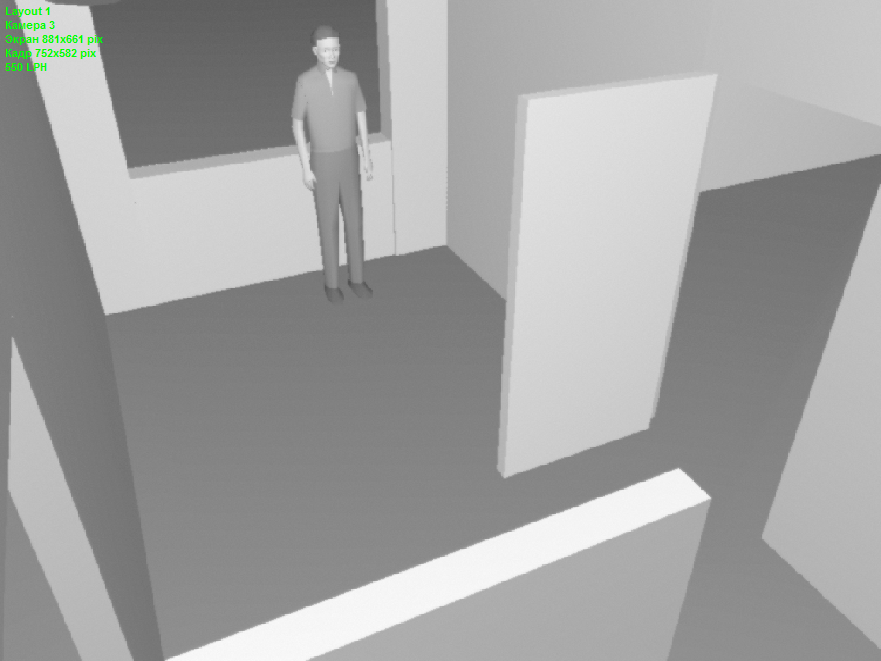 Layout 1
Камера 3
Экран 881x661 pix
Кадр 752x582 pix
550 LPH